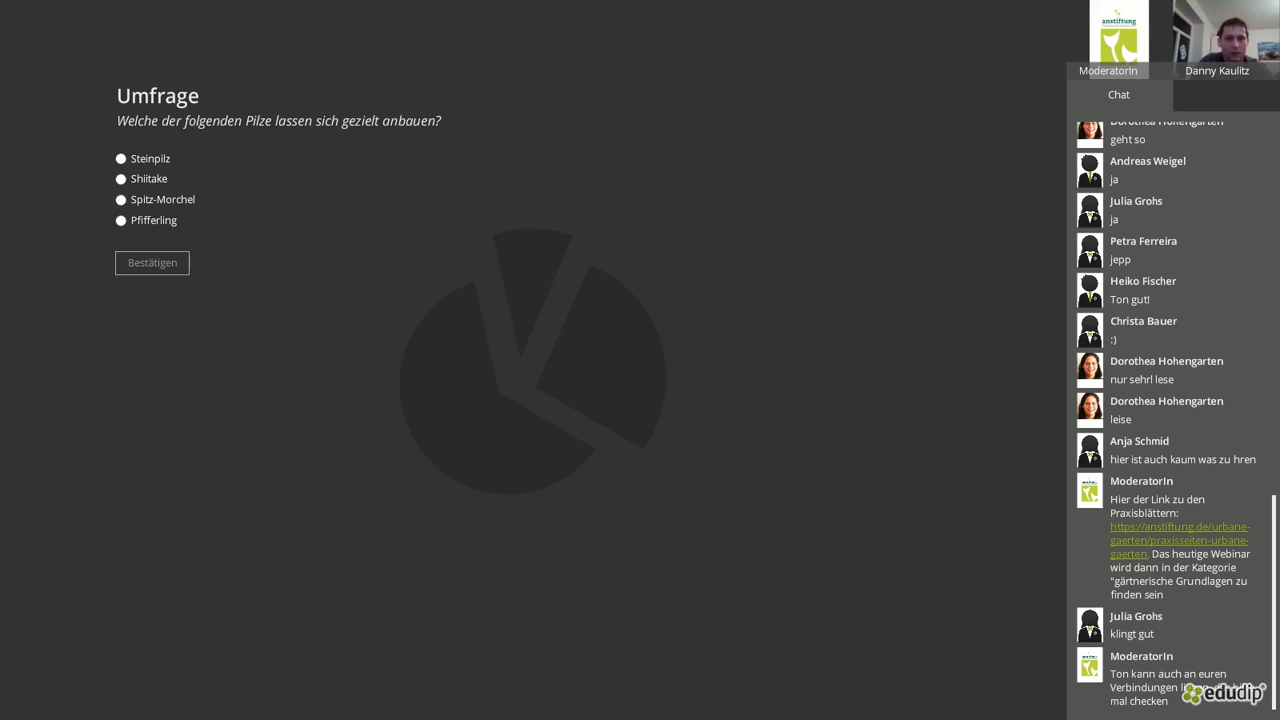 anstiftung
ModeratorIn
Danny Kaulitz
Chat
Umfrage
Welche der folgenden Pilze lassen sich gezielt anbauen?
Steinpilz
Shiitake
Spitz-Morchel
Pfifferling
Bestätigen
Dorothea Hohengarten
geht so
Andreas Weigel
ja
Julia Grohs
ja
Petra Ferreira
jepp
Heiko Fischer
Ton gut!
Christa Bauer
:)
Dorothea Hohengarten
nur sehrl lese
Dorothea Hohengarten
leise
Anja Schmid
hier ist auch kaum was zu hren
ModeratorIn
Hier der Link zu den
Praxisblättern:
https://anstiftung.de/urbane-
gaerten/praxisseiten-urbane-
gaerten. Das heutige Webinar
wird dann in der Kategorie
"gärtnerische Grundlagen zu
finden sein
Julia Grohs
klingt gut
ModeratorIn
Ton kann auch an euren
Verbindungen
mal checken
edudip